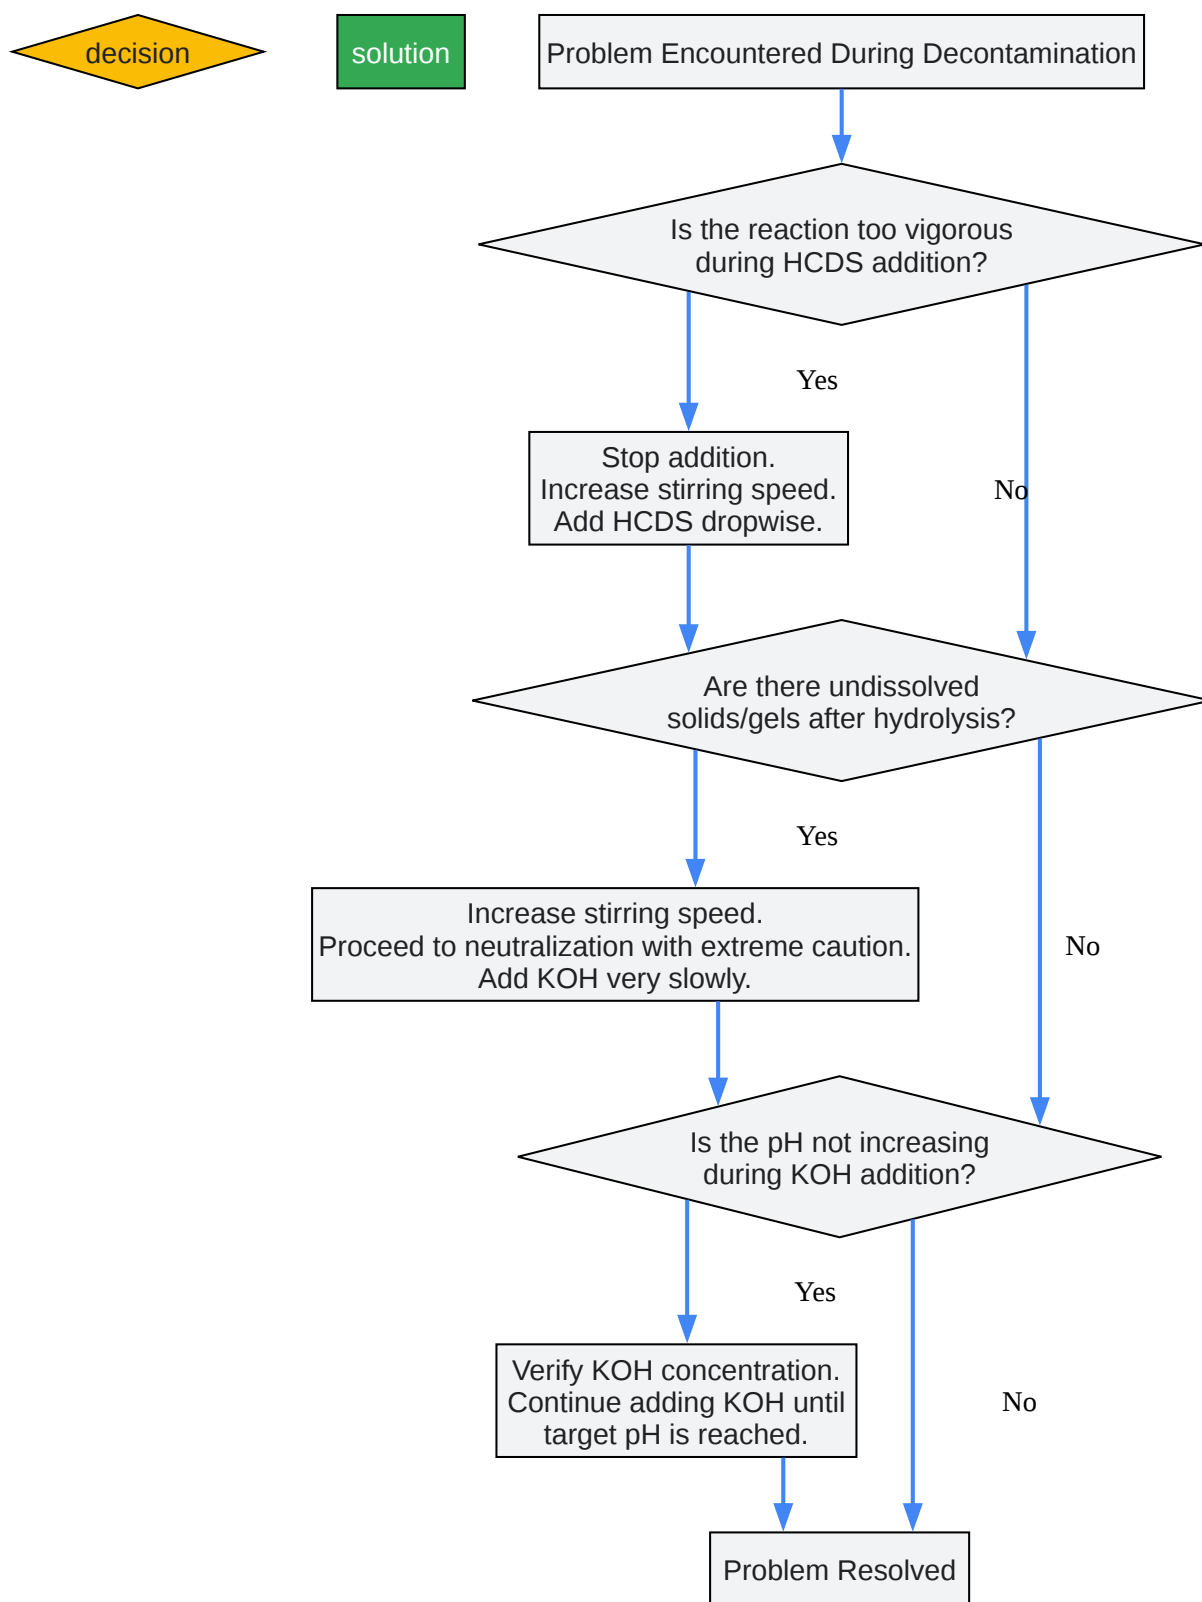 decision
solution
Problem Encountered During Decontamination
Is the reaction too vigorous
during HCDS addition?
Yes
Stop addition.
Increase stirring speed.
Add HCDS dropwise.
No
Are there undissolved
solids/gels after hydrolysis?
Yes
Increase stirring speed.
Proceed to neutralization with extreme caution.
Add KOH very slowly.
No
Is the pH not increasing
during KOH addition?
Yes
Verify KOH concentration.
Continue adding KOH until
target pH is reached.
No
Problem Resolved